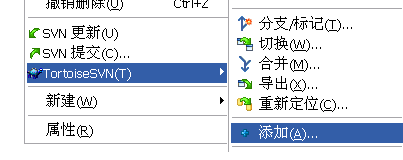 撤销删除(U) Ctrl+Z
SVN 更新(U)
SVN 提交(C)...
TortoiseSVN(T)
新建(W)
属性(R)
分支/标记(T)...
切换(W)...
合并(M)...
导出(X)...
重新定位(C)...
添加(A)...